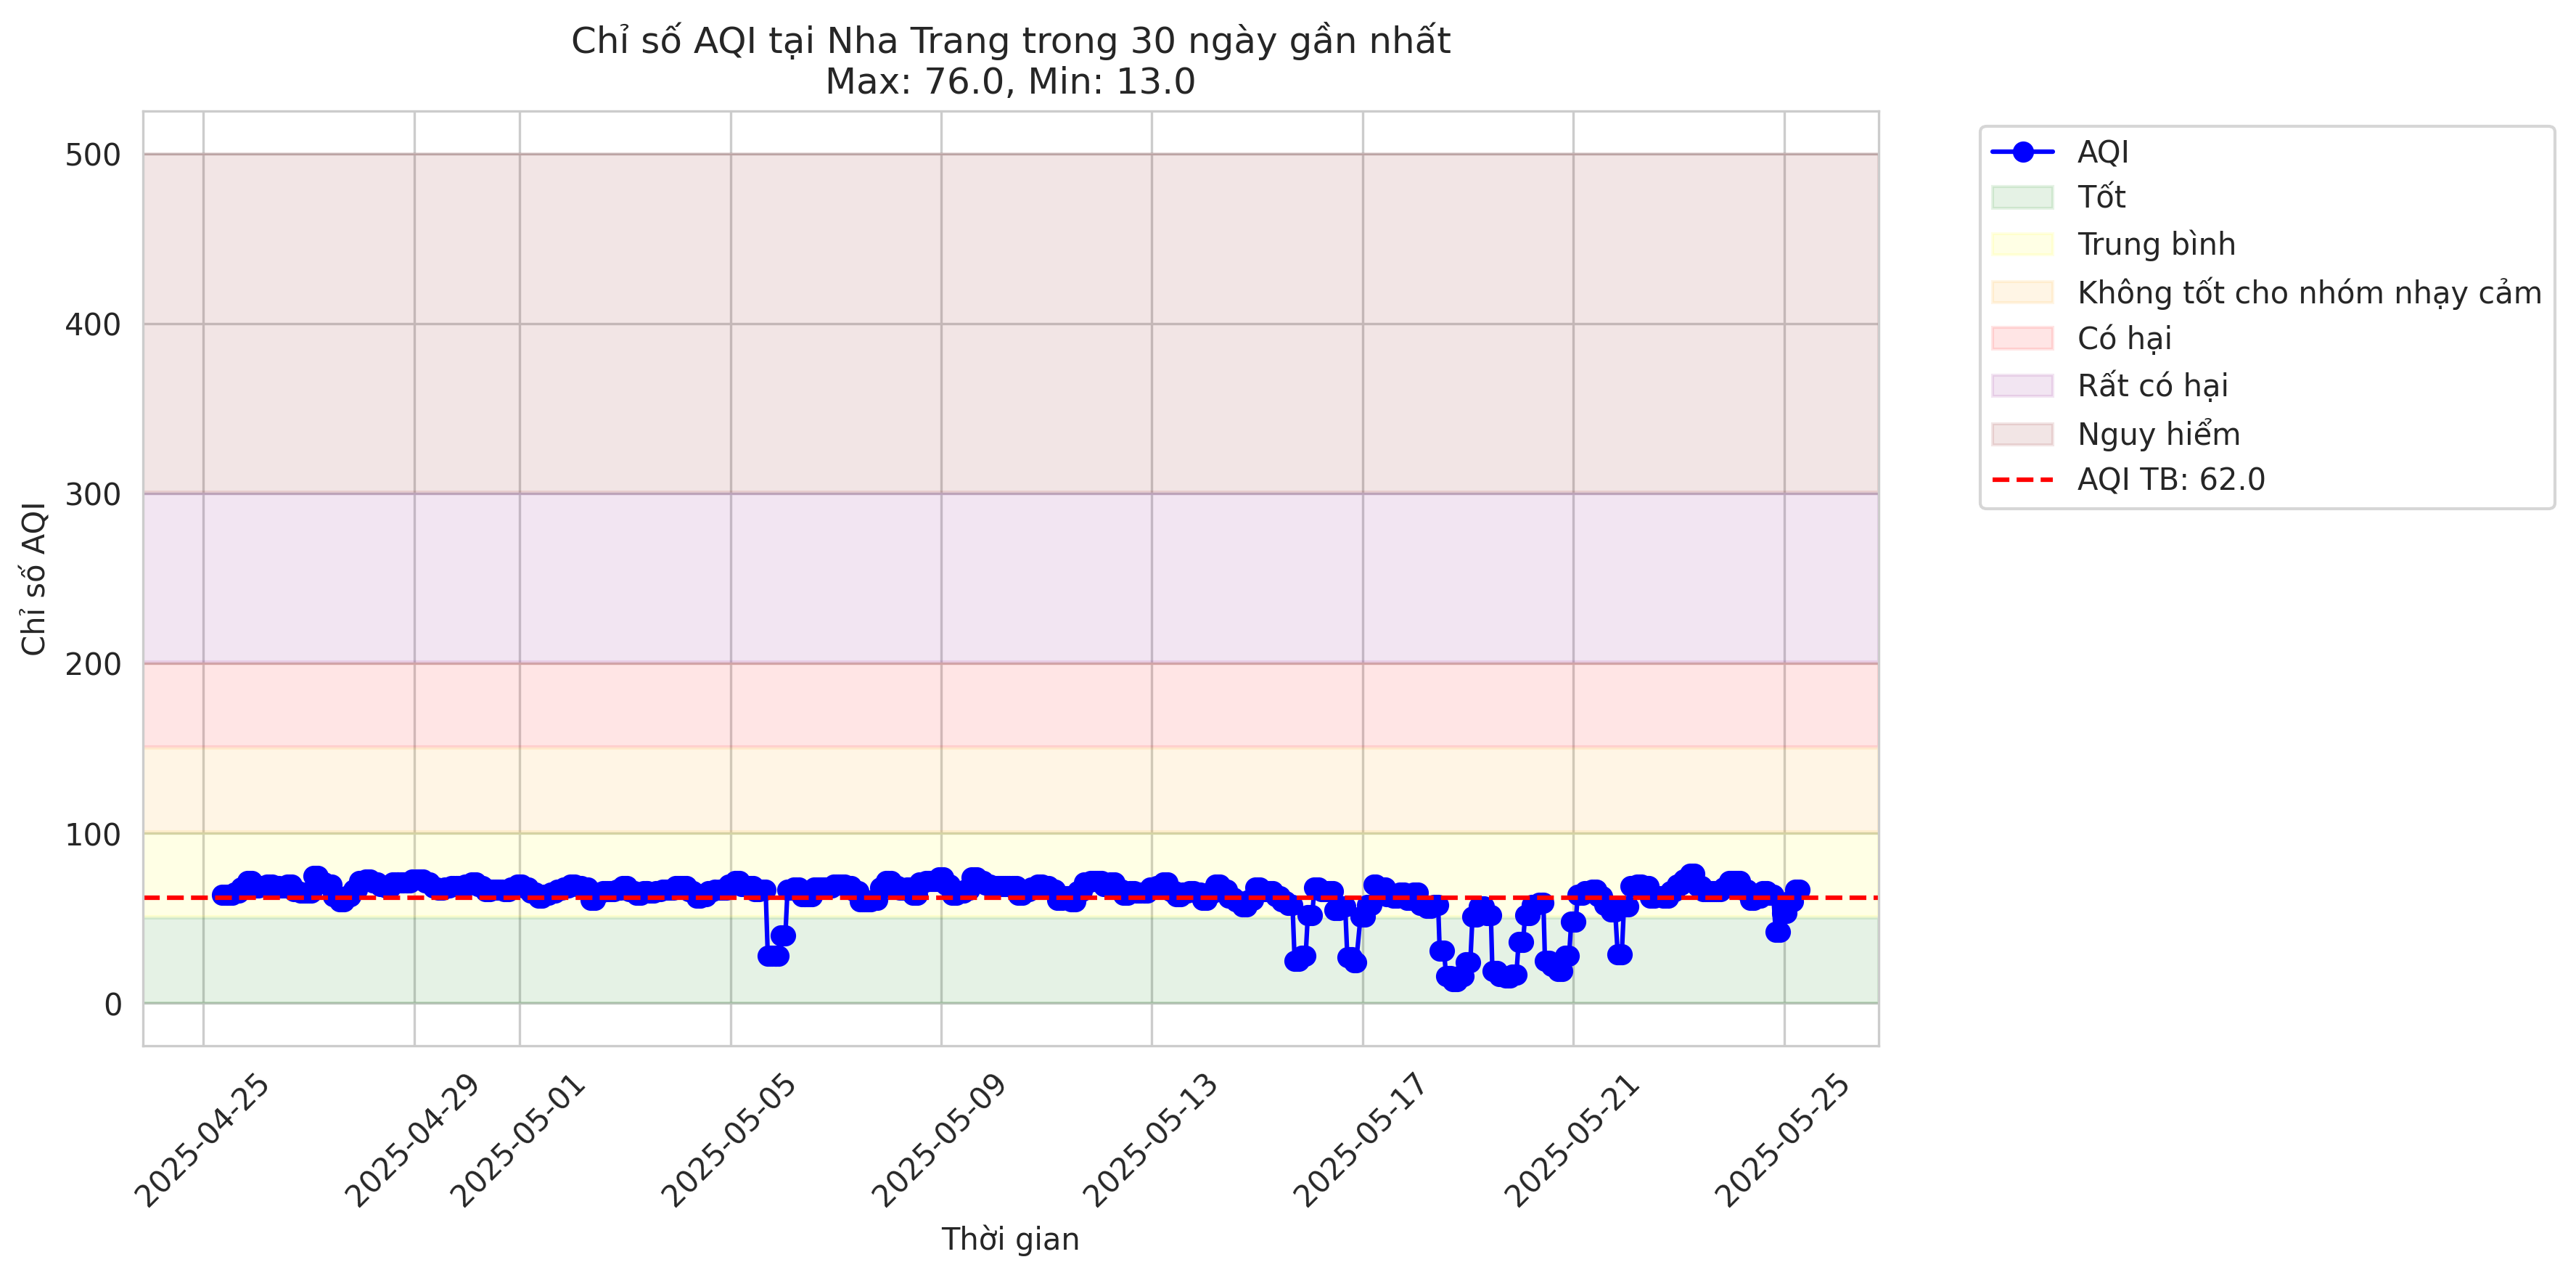 Chỉ số AQI tại Nha Trang trong 30 ngày gần nhất
Max: 76.0, Min: 13.0
Chỉ số AQI
500
400
300
200
100
0
2025-04-25
2025-04-29
2025-05-01
2025-05-05
2025-05-09
2025-05-13
2025-05-17
2025-05-21
2025-05-25
Thời gian
AQI
Tốt
Trung bình
Không tốt cho nhóm nhạy cảm
Có hại
Rất có hại
Nguy hiểm
AQI TB: 62.0